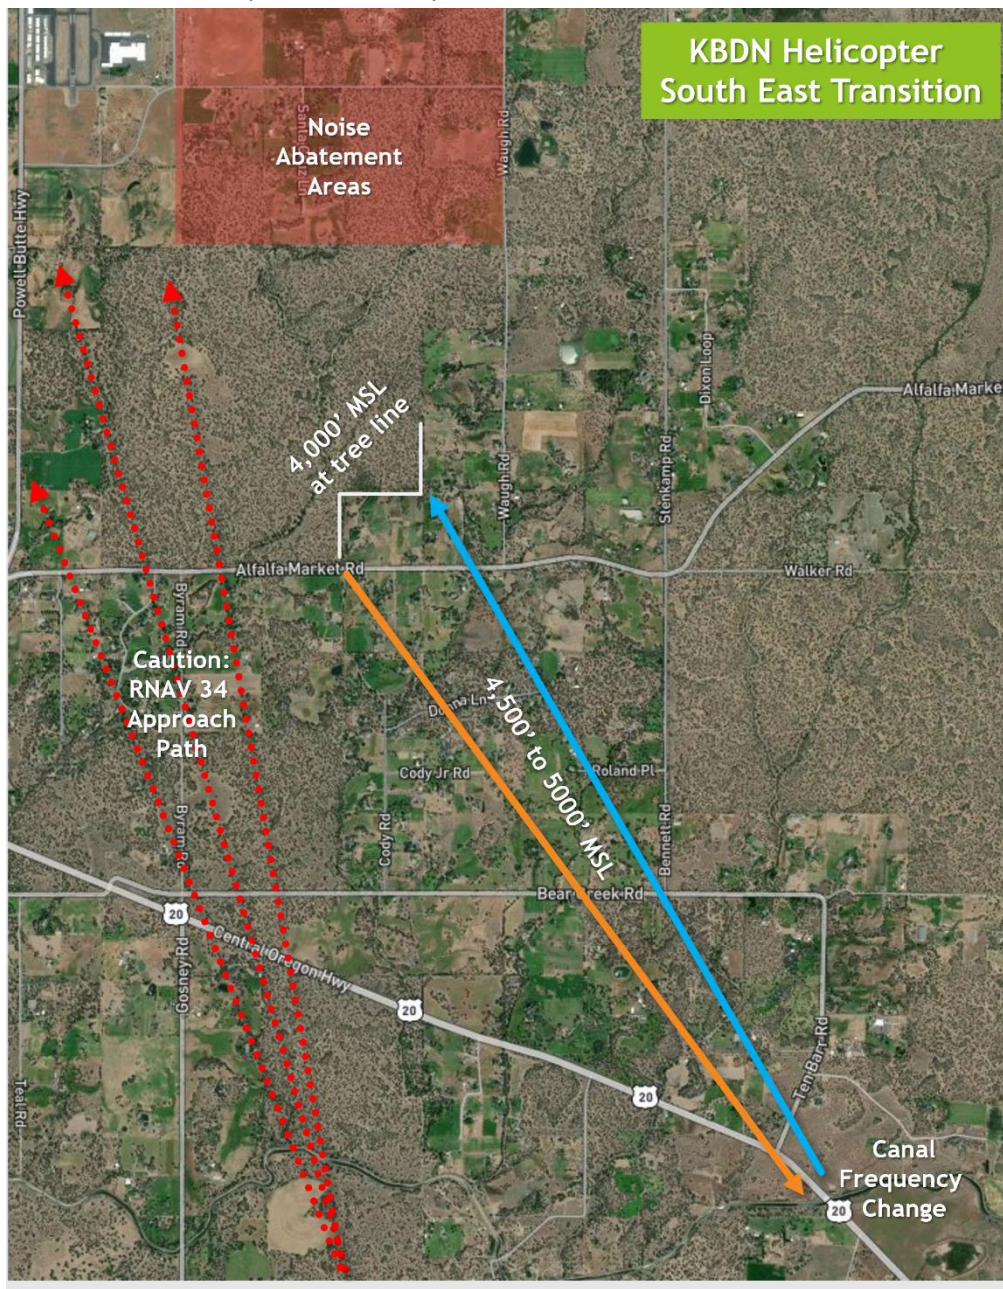 KBDN Helicopter
South East Transition
Noise
Abatement
Areas
Waugh Rd
Powell Butte Hwy
Dixon Loop
Alfalfa Marke
4,000' MSL
at tree line
Waugh Rd
Stenkamp Rd
Alfalfa Market Rd
Walker Rd
Byram Rd
Caution:
RNAV 34
Approach
Path
Donna Ln
4,500' to 5000' MSL
Cody Jr Rd
Roland Pl
Cody Rd
Byram Rd
Bennett Rd
Bear Creek Rd
20
Central Oregon Hwy
Gosney Rd
20
Teal Rd
20
Ten Barr Rd
Canal
Frequency
Change
20